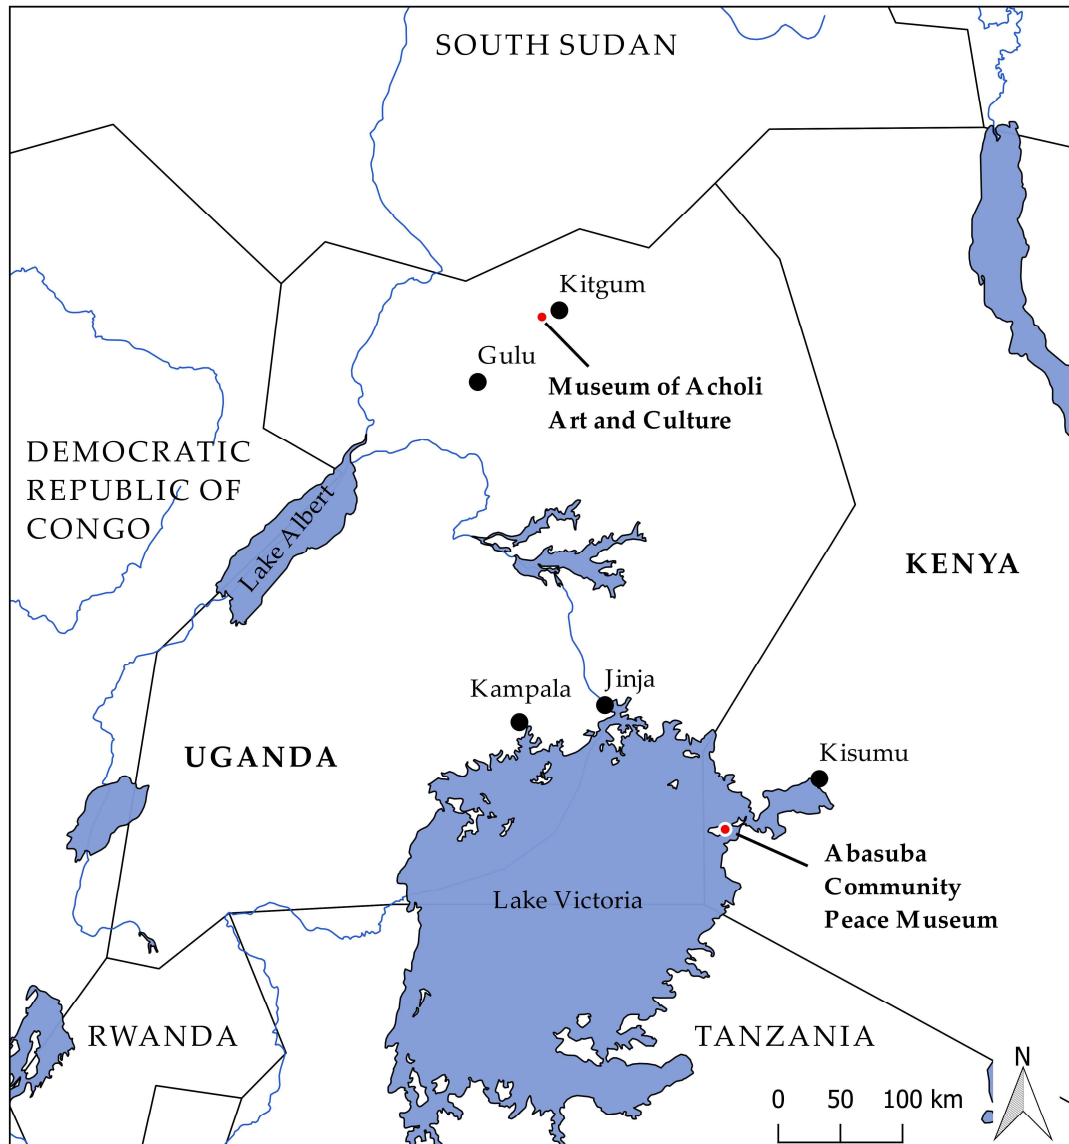 SOUTH SUDAN
Kitgum
Gulu
Museum of Acholi
Art and Culture
DEMOCRATIC
REPUBLIC OF
CONGO
Lake Albert
KENYA
Jinja
Kampala
UGANDA
Kisumu
Abasuba
Community
Peace Museum
Lake Victoria
RWANDA
TANZANIA
N
0 50 100 km